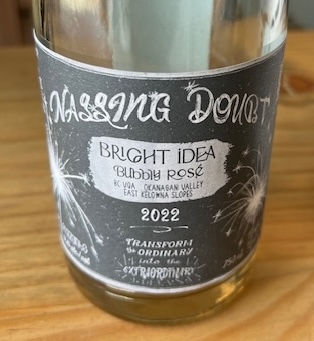 NASSING DOUBT
BRIGHT IDEA
BUBBLY ROSÉ
BC VQA OKANAGAN VALLEY
EAST KELOWNA SLOPES
2022
TRANSFORM
the ORDINARY
into the
EXTRAORDINARY